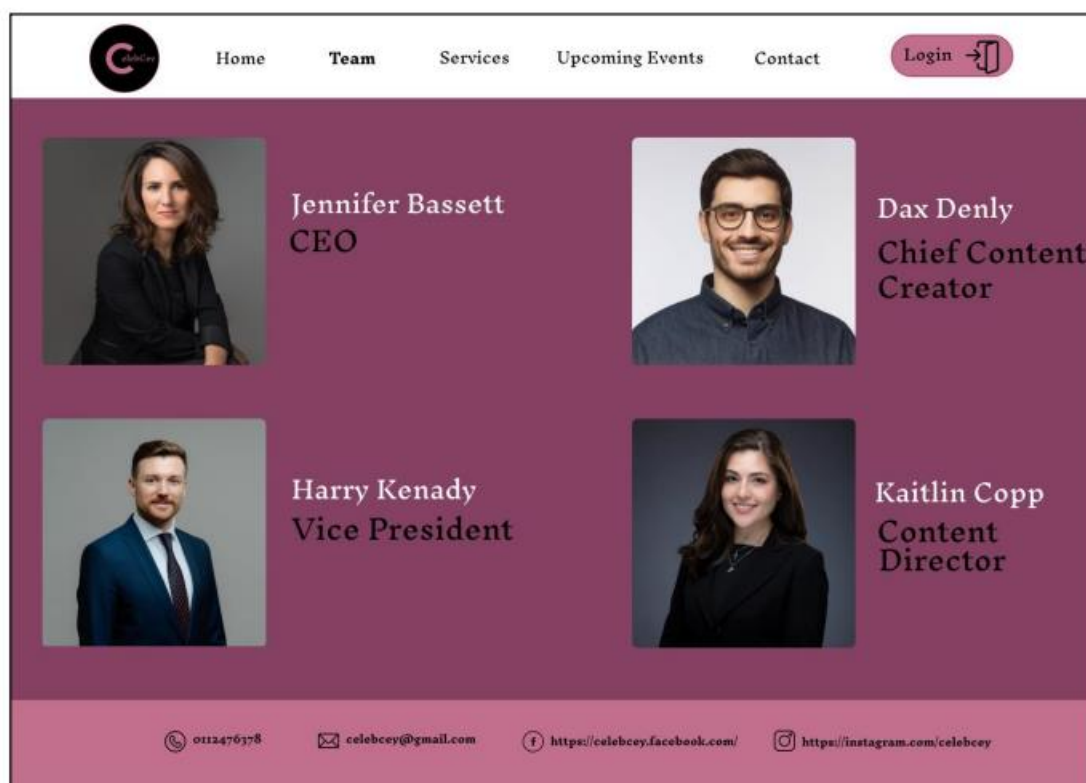 CelebCey
Home
Team
Services
Upcoming Events
Contact
Login
Jennifer Bassett
CEO
Dax Denly
Chief Content
Creator
Harry Kenady
Vice President
Kaitlin Copp
Content
Director
0112476378
celebcey@gmail.com
https://celebcey.facebook.com/
https://instagram.com/celebcey